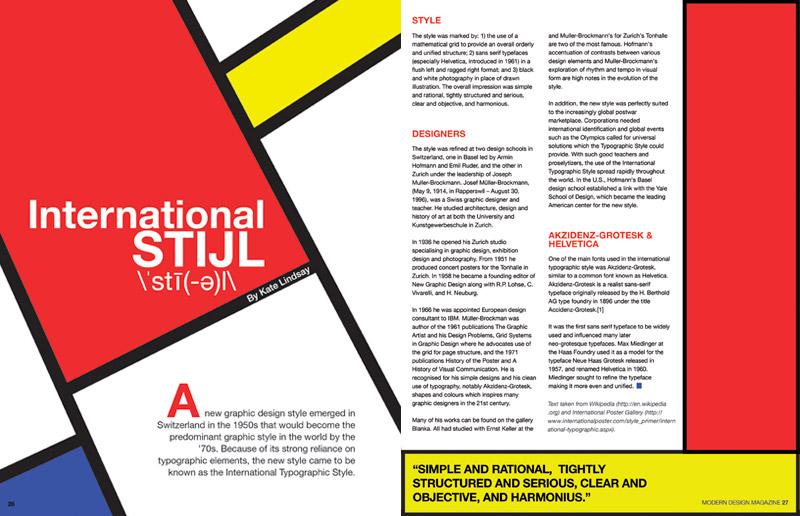 International
STIJL
\ˈstī(-ə)l\
By Kate Lindsay
A new graphic design style emerged in
Switzerland in the 1950s that would become the
predominant graphic style in the world by the
'70s. Because of its strong reliance on
typographic elements, the new style came to be
known as the International Typographic Style.
26
STYLE
The style was marked by: 1) the use of a
mathematical grid to provide an overall orderly
and unified structure; 2) sans serif typefaces
(especially Helvetica, introduced in 1961) in a
flush left and ragged right format; and 3) black
and white photography in place of drawn
illustration. The overall impression was simple
and rational, tightly structured and serious,
clear and objective, and harmonious.
DESIGNERS
The style was refined at two design schools in
Switzerland, one in Basel led by Armin
Hofmann and Emil Ruder, and the other in
Zurich under the leadership of Joseph
Muller-Brockmann. Josef Müller-Brockmann,
(May 9, 1914, in Rapperswil – August 30,
1996), was a Swiss graphic designer and
teacher. He studied architecture, design and
history of art at both the University and
Kunstgewerbeschule in Zurich.
In 1936 he opened his Zurich studio
specialising in graphic design, exhibition
design and photography. From 1951 he
produced concert posters for the Tonhalle in
Zurich. In 1958 he became a founding editor of
New Graphic Design along with R.P. Lohse, C.
Vivarelli, and H. Neuburg.
In 1966 he was appointed European design
consultant to IBM. Müller-Brockman was
author of the 1961 publications The Graphic
Artist and his Design Problems, Grid Systems
in Graphic Design where he advocates use of
the grid for page structure, and the 1971
publications History of the Poster and A
History of Visual Communication. He is
recognised for his simple designs and his clean
use of typography, notably Akzidenz-Grotesk,
shapes and colours which inspires many
graphic designers in the 21st century.
Many of his works can be found on the gallery
Blanka. All had studied with Ernst Keller at the
and Muller-Brockmann's for Zurich's Tonhalle
are two of the most famous. Hofmann's
accentuation of contrasts between various
design elements and Muller-Brockmann's
exploration of rhythm and tempo in visual
form are high notes in the evolution of the
style.
In addition, the new style was perfectly suited
to the increasingly global postwar
marketplace. Corporations needed
international identification and global events
such as the Olympics called for universal
solutions which the Typographic Style could
provide. With such good teachers and
proselytizers, the use of the International
Typographic Style spread rapidly throughout
the world. In the U.S., Hofmann's Basel
design school established a link with the Yale
School of Design, which became the leading
American center for the new style.
AKZIDENZ-GROTESK &
HELVETICA
One of the main fonts used in the international
typographic style was Akzidenz-Grotesk,
similar to a common font known as Helvetica.
Akzidenz-Grotesk is a realist sans-serif
typeface originally released by the H. Berthold
AG type foundry in 1896 under the title
Accidenz-Grotesk.[1]
It was the first sans serif typeface to be widely
used and influenced many later
neo-grotesque typefaces. Max Miedinger at
the Haas Foundry used it as a model for the
typeface Neue Haas Grotesk released in
1957, and renamed Helvetica in 1960.
Miedinger sought to refine the typeface
making it more even and unified.
Text taken from Wikipedia (http://en.wikipedia
.org) and International Poster Gallery (http://
www.internationalposter.com/style_primer/intern
ational-typographic.aspx).
“SIMPLE AND RATIONAL, TIGHTLY
STRUCTURED AND SERIOUS, CLEAR AND
OBJECTIVE, AND HARMONIUS.”
MODERN DESIGN MAGAZINE 27